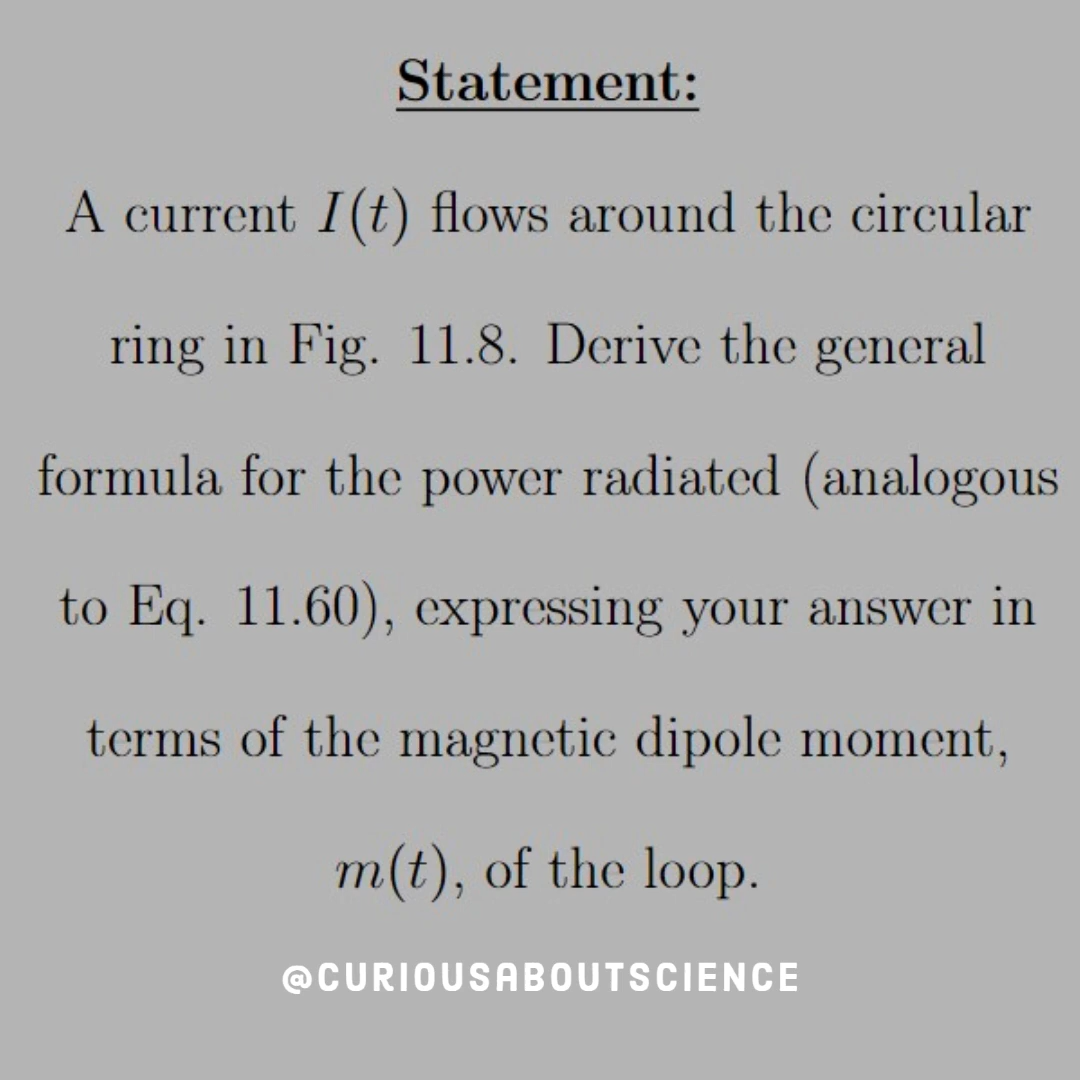 Statement:
A current I(t) flows around the circular
ring in Fig. 11.8. Derive the general
formula for the power radiated (analogous
to Eq. 11.60), expressing your answer in
terms of the magnetic dipole moment,
m(t), of the loop.
@CURIOUSABOUTSCIENCE